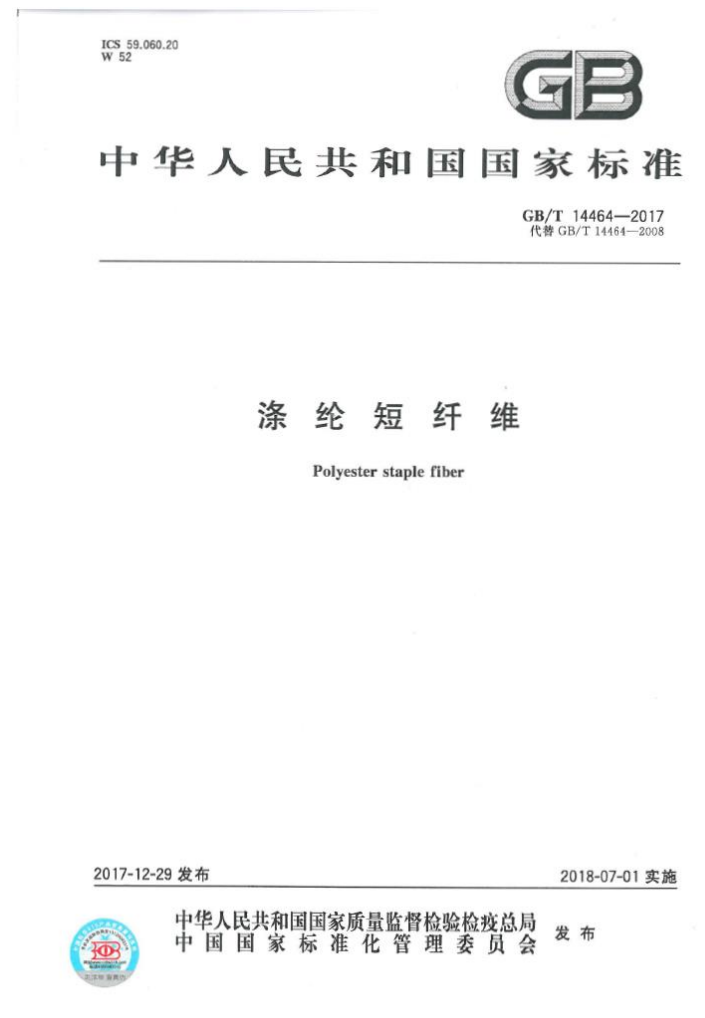 ICS 59.060.20
W 52
GB
中华人民共和国国家标准
GB/T 14464—2017
代替 GB/T 14464—2008
涤纶短纤维
Polyester staple fiber
2017-12-29 发布
2018-07-01 实施
中华人民共和国国家质量监督检验检疫总局
中国国家标准化管理委员会
发布